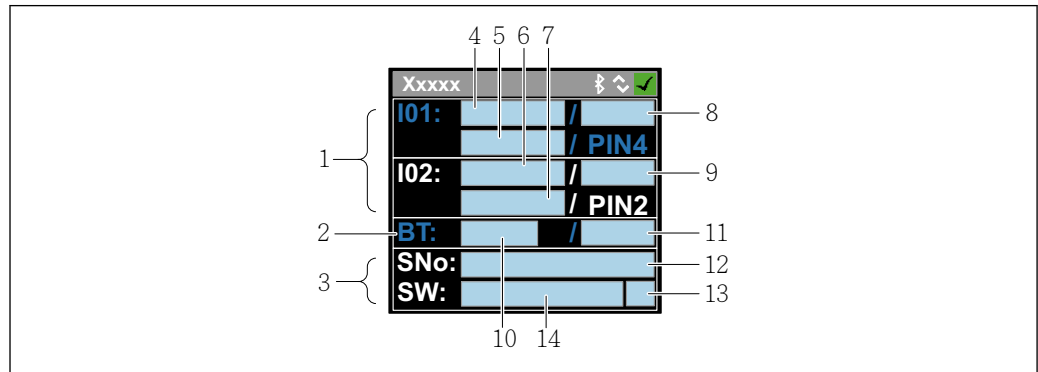 4 5 6 7
Xxxxx
I01: / 8
1 / PIN4
I02: / 9
/ PIN2
2 BT: / 11
3 SNo: 12
SW: 13
10 14